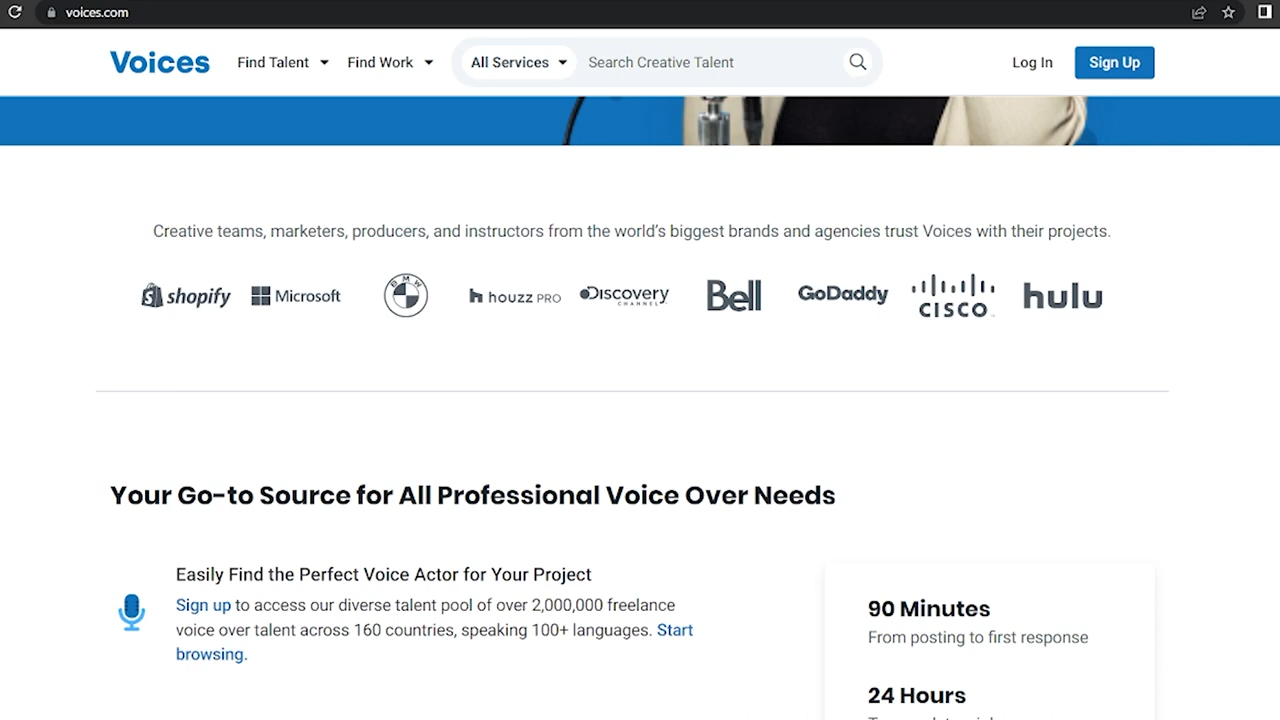 voices.com
Voices Find Talent Find Work All Services Search Creative Talent Log In Sign Up
Creative teams, marketers, producers, and instructors from the world's biggest brands and agencies trust Voices with their projects.
shopify Microsoft BMW houzz PRO Discovery CHANNEL Bell GoDaddy CISCO hulu
Your Go-to Source for All Professional Voice Over Needs
Easily Find the Perfect Voice Actor for Your Project
Sign up to access our diverse talent pool of over 2,000,000 freelance
voice over talent across 160 countries, speaking 100+ languages. Start
browsing.
90 Minutes
From posting to first response
24 Hours